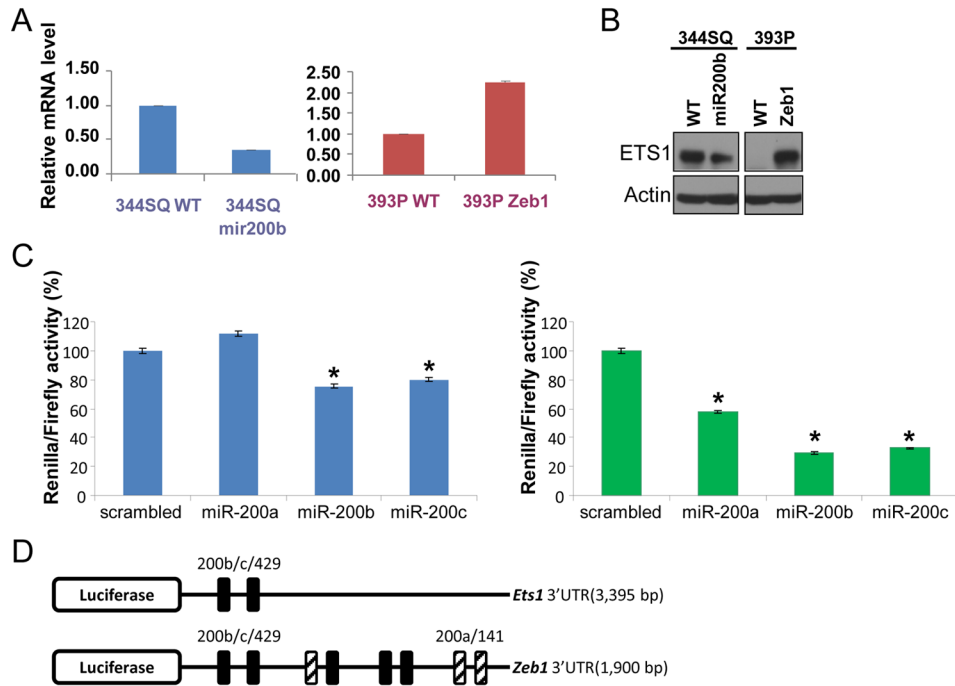 A
Relative mRNA level
1.00
0.50
0.00
344SQ WT
344SQ
mir200b
2.50
2.00
1.50
1.00
0.50
0.00
393P WT
393P Zeb1
B
344SQ
393P
WT
miR200b
WT
Zeb1
ETS1
Actin
C
Renilla/Firefly activity (%)
120
100
80
60
40
20
0
*
*
scrambled
miR-200a
miR-200b
miR-200c
Renilla/Firefly activity (%)
120
100
80
60
40
20
0
*
*
*
scrambled
miR-200a
miR-200b
miR-200c
D
200b/c/429
Luciferase
Ets1 3’UTR(3,395 bp)
200b/c/429
200a/141
Luciferase
Zeb1 3’UTR(1,900 bp)